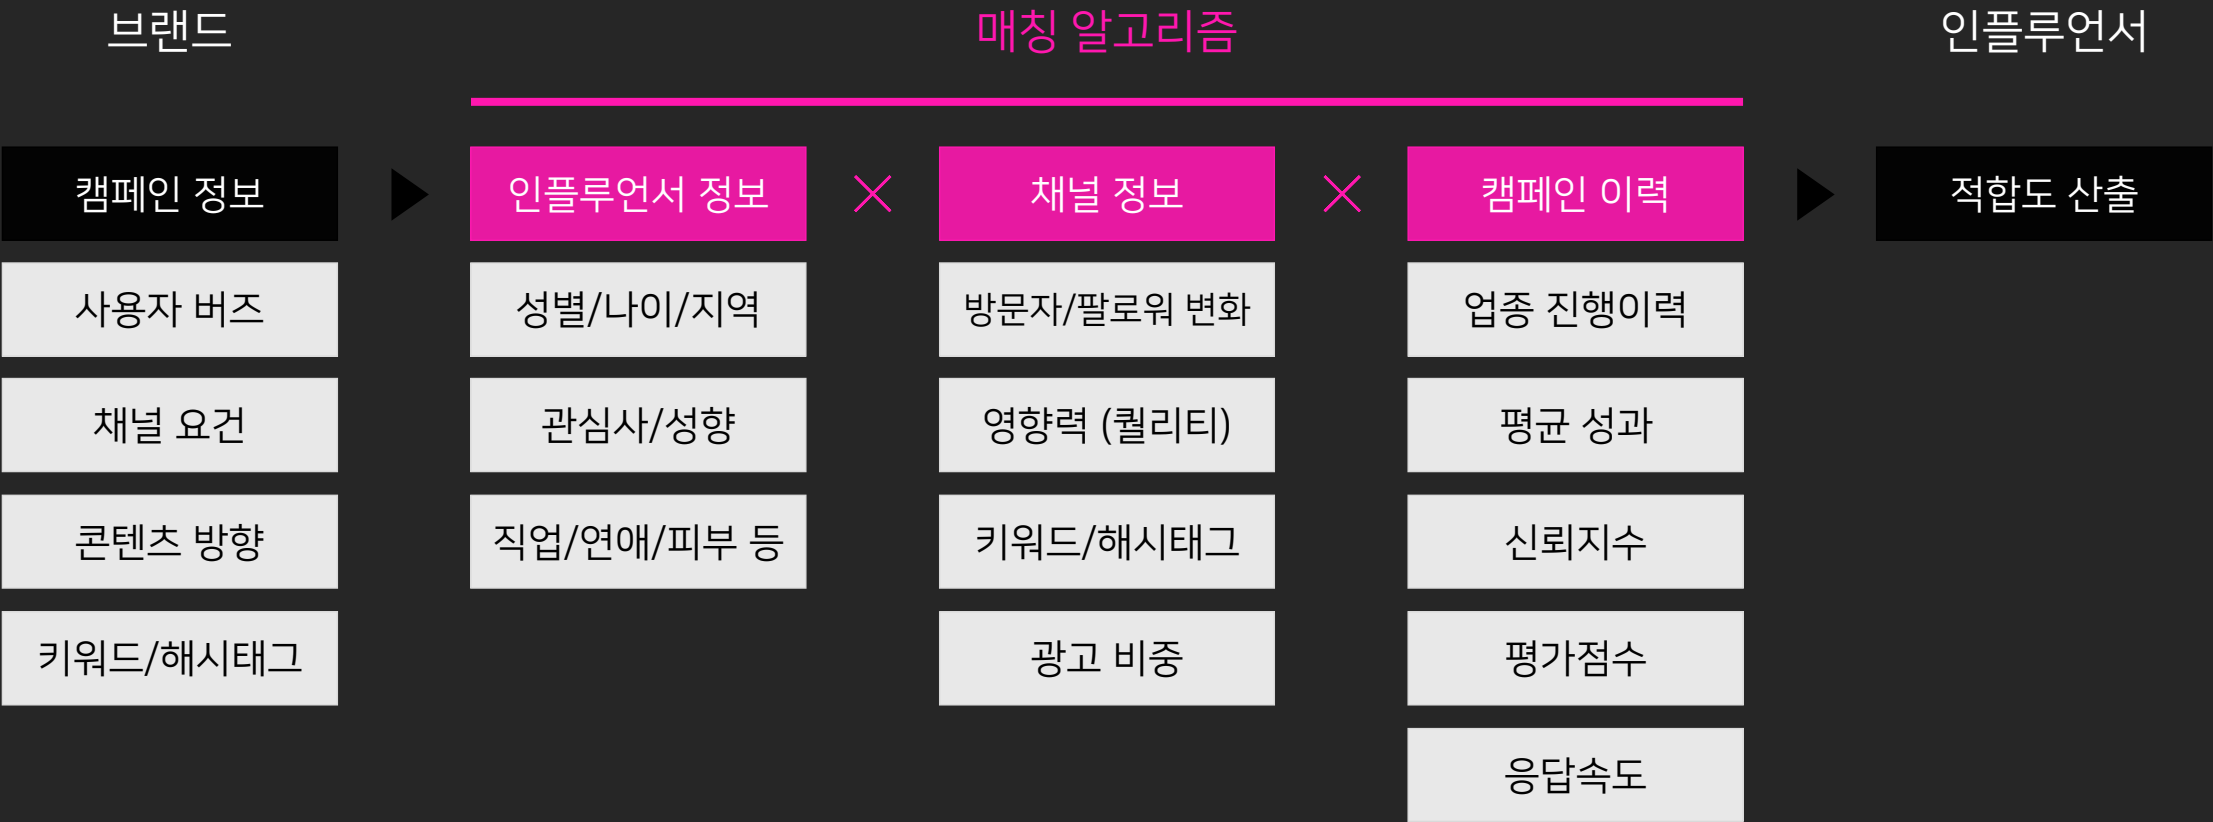 브랜드
매칭 알고리즘
인플루언서
캠페인 정보
인플루언서 정보
채널 정보
캠페인 이력
적합도 산출
사용자 버즈
성별/나이/지역
방문자/팔로워 변화
업종 진행이력
채널 요건
관심사/성향
영향력 (퀄리티)
평균 성과
콘텐츠 방향
직업/연애/피부 등
키워드/해시태그
신뢰지수
키워드/해시태그
광고 비중
평가점수
응답속도